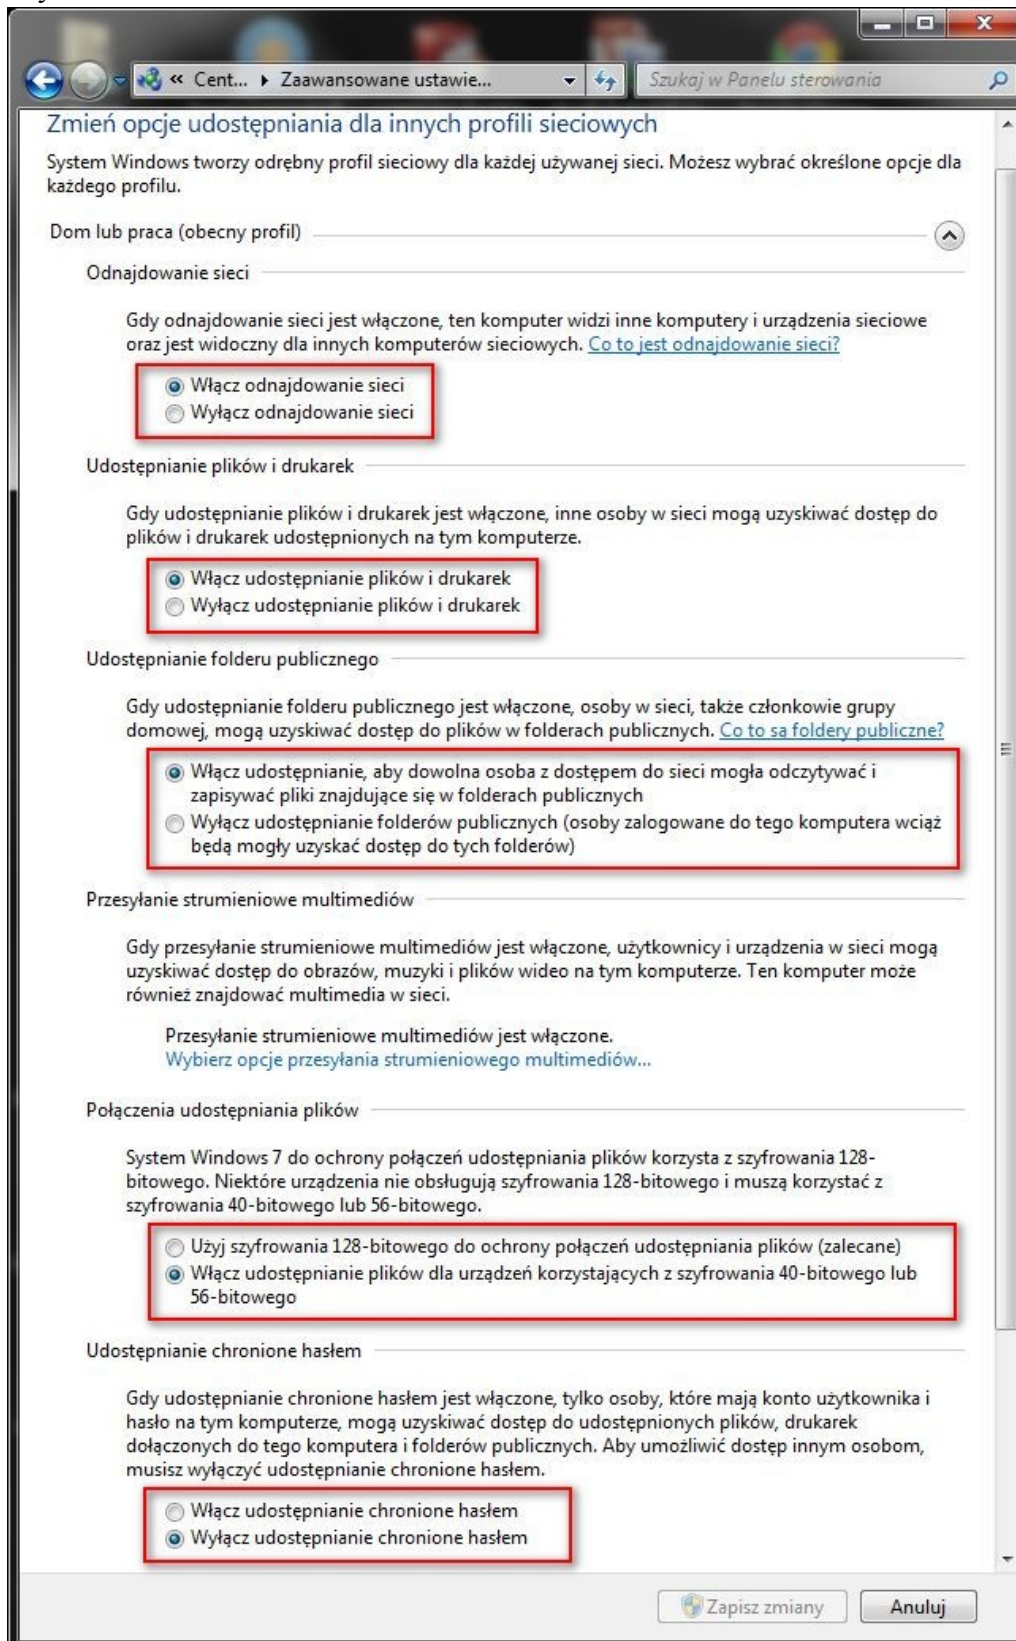 « Cent... ▸ Zaawansowane ustawie...
Szukaj w Panelu sterowania
Zmień opcje udostępniania dla innych profili sieciowych
System Windows tworzy odrębny profil sieciowy dla każdej używanej sieci. Możesz wybrać określone opcje dla
każdego profilu.
Dom lub praca (obecny profil)
Odnajdowanie sieci
Gdy odnajdowanie sieci jest włączone, ten komputer widzi inne komputery i urządzenia sieciowe
oraz jest widoczny dla innych komputerów sieciowych. Co to jest odnajdowanie sieci?
Włącz odnajdowanie sieci
Wyłącz odnajdowanie sieci
Udostępnianie plików i drukarek
Gdy udostępnianie plików i drukarek jest włączone, inne osoby w sieci mogą uzyskiwać dostęp do
plików i drukarek udostępnionych na tym komputerze.
Włącz udostępnianie plików i drukarek
Wyłącz udostępnianie plików i drukarek
Udostępnianie folderu publicznego
Gdy udostępnianie folderu publicznego jest włączone, osoby w sieci, także członkowie grupy
domowej, mogą uzyskiwać dostęp do plików w folderach publicznych. Co to są foldery publiczne?
Włącz udostępnianie, aby dowolna osoba z dostępem do sieci mogła odczytywać i
zapisywać pliki znajdujące się w folderach publicznych
Wyłącz udostępnianie folderów publicznych (osoby zalogowane do tego komputera wciąż
będą mogły uzyskać dostęp do tych folderów)
Przesyłanie strumieniowe multimediów
Gdy przesyłanie strumieniowe multimediów jest włączone, użytkownicy i urządzenia w sieci mogą
uzyskiwać dostęp do obrazów, muzyki i plików wideo na tym komputerze. Ten komputer może
również znajdować multimedia w sieci.
Przesyłanie strumieniowe multimediów jest włączone.
Wybierz opcje przesyłania strumieniowego multimediów...
Połączenia udostępniania plików
System Windows 7 do ochrony połączeń udostępniania plików korzysta z szyfrowania 128-
bitowego. Niektóre urządzenia nie obsługują szyfrowania 128-bitowego i muszą korzystać z
szyfrowania 40-bitowego lub 56-bitowego.
Użyj szyfrowania 128-bitowego do ochrony połączeń udostępniania plików (zalecane)
Włącz udostępnianie plików dla urządzeń korzystających z szyfrowania 40-bitowego lub
56-bitowego
Udostępnianie chronione hasłem
Gdy udostępnianie chronione hasłem jest włączone, tylko osoby, które mają konto użytkownika i
hasło na tym komputerze, mogą uzyskiwać dostęp do udostępnionych plików, drukarek
dołączonych do tego komputera i folderów publicznych. Aby umożliwić dostęp innym osobom,
musisz wyłączyć udostępnianie chronione hasłem.
Włącz udostępnianie chronione hasłem
Wyłącz udostępnianie chronione hasłem
Zapisz zmiany
Anuluj